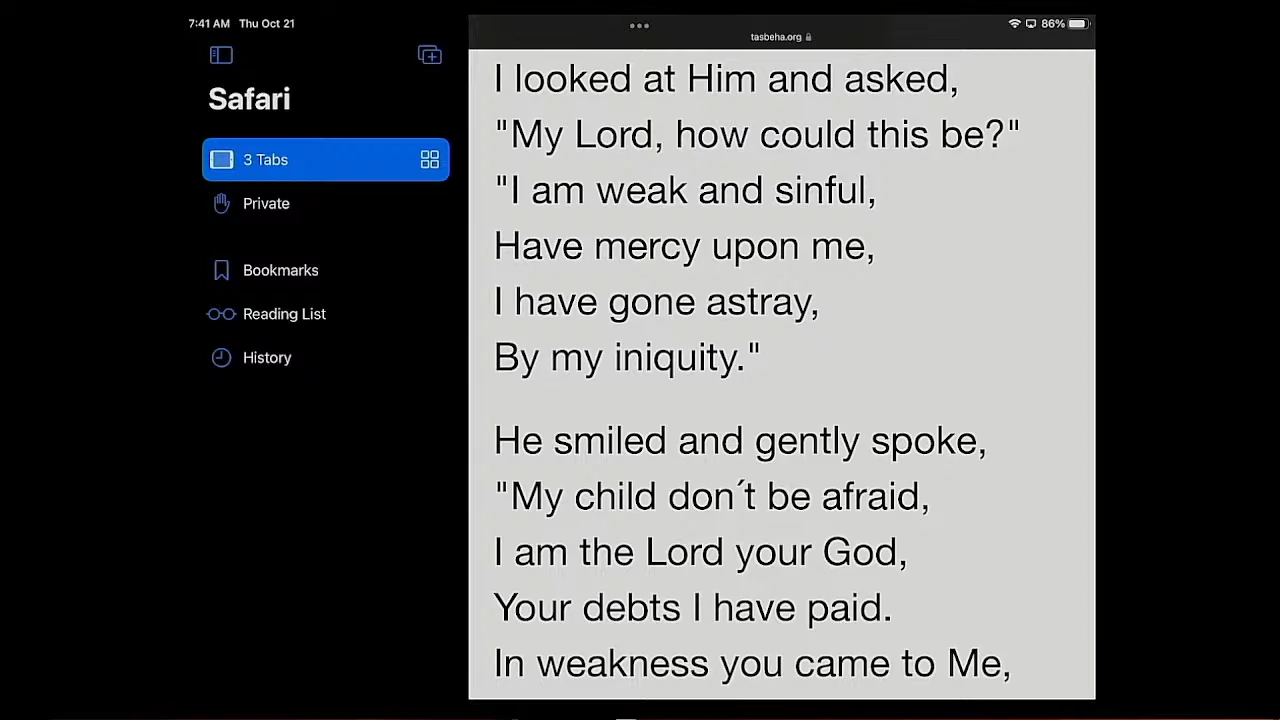 7:41 AM Thu Oct 21
Safari
3 Tabs
Private
Bookmarks
Reading List
History
86%
tasbeha.org
I looked at Him and asked,
"My Lord, how could this be?"
"I am weak and sinful,
Have mercy upon me,
I have gone astray,
By my iniquity."
He smiled and gently spoke,
"My child don´t be afraid,
I am the Lord your God,
Your debts I have paid.
In weakness you came to Me,